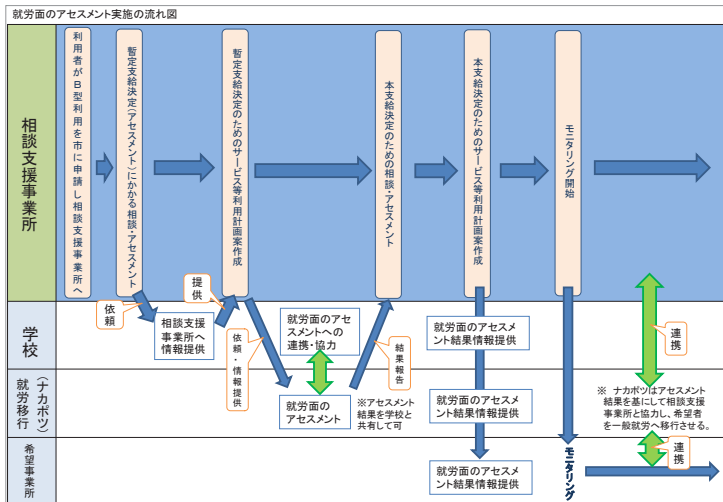 就労面のアセスメント実施の流れ図
相談支援事業所
利用者がB型利用を市に申請し相談支援事業所へ
暫定支給決定（アセスメント）にかかる相談・アセスメント
暫定支給決定のためのサービス等利用計画案作成
本支給決定のための相談・アセスメント
本支給決定のためのサービス等利用計画案作成
モニタリング開始
学校
依頼
相談支援
事業所へ
情報提供
提供
依頼・情報提供
就労面のアセ
スメントへの
連携・協力
結果報告
就労面のアセスメ
ント結果情報提供
連携
就労移行
（ナカポツ）
就労面の
アセスメント
※アセスメント
結果を学校と
共有して可
就労面のアセスメ
ント結果情報提供
※ ナカポツはアセスメント
結果を基にして相談支援
事業所と協力し、希望者
を一般就労へ移行させる。
希望事業所
就労面のアセスメ
ント結果情報提供
モニタリング
連携